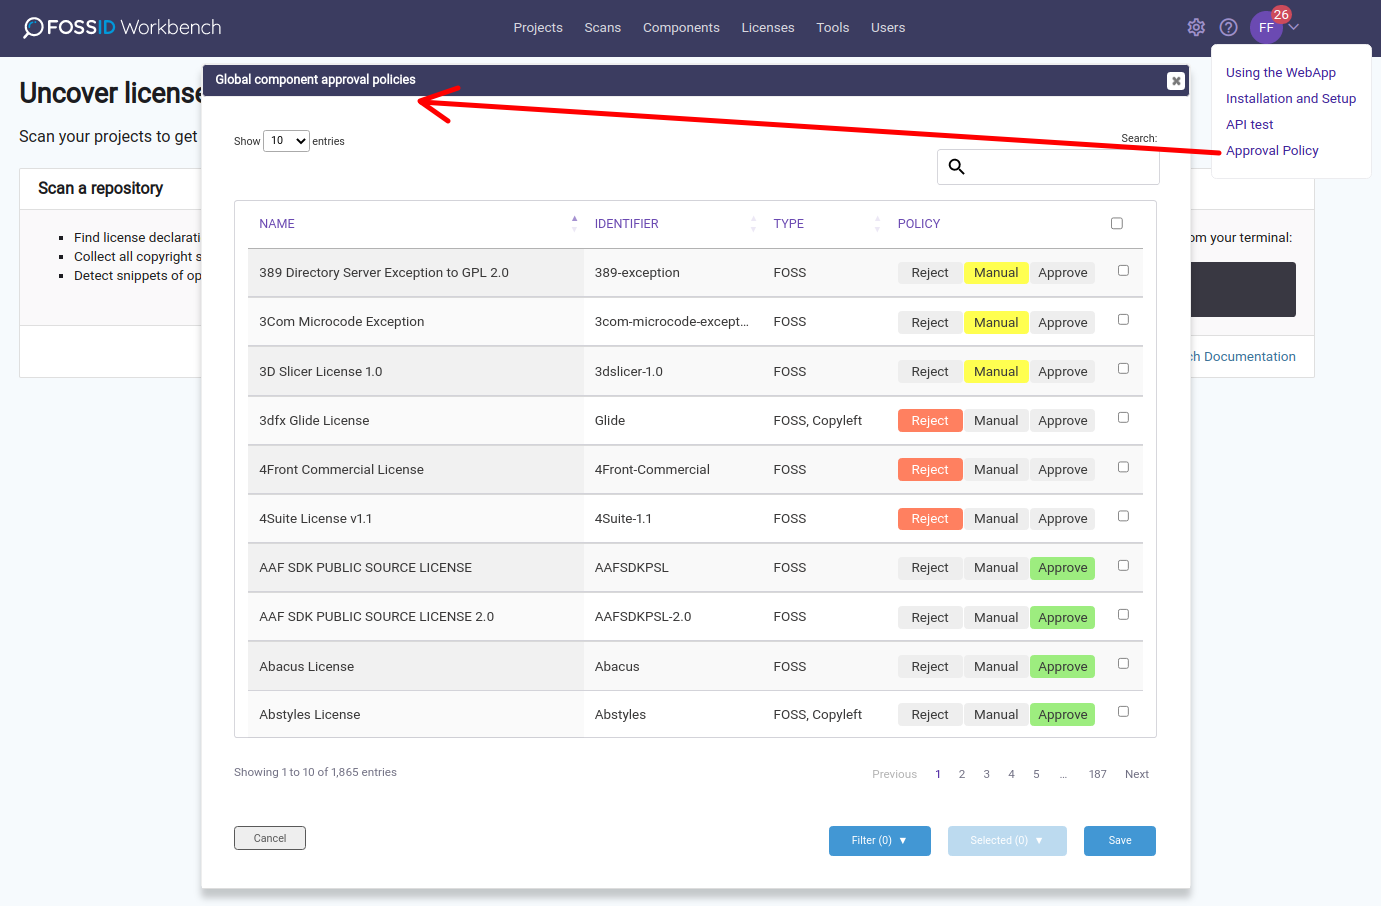 FOSSID Workbench
Projects Scans Components Licenses Tools Users
FF 26
Using the WebApp
Installation and Setup
API test
Approval Policy
Uncover license
Scan your projects to get
Scan a repository
Find license declarati
Collect all copyright s
Detect snippets of op
om your terminal:
ch Documentation
Global component approval policies
Show 10 entries
Search:
NAME IDENTIFIER TYPE POLICY
389 Directory Server Exception to GPL 2.0 389-exception FOSS Reject Manual Approve
3Com Microcode Exception 3com-microcode-except... FOSS Reject Manual Approve
3D Slicer License 1.0 3dslicer-1.0 FOSS Reject Manual Approve
3dfx Glide License Glide FOSS, Copyleft Reject Manual Approve
4Front Commercial License 4Front-Commercial FOSS Reject Manual Approve
4Suite License v1.1 4Suite-1.1 FOSS Reject Manual Approve
AAF SDK PUBLIC SOURCE LICENSE AAFSDKPSL FOSS Reject Manual Approve
AAF SDK PUBLIC SOURCE LICENSE 2.0 AAFSDKPSL-2.0 FOSS Reject Manual Approve
Abacus License Abacus FOSS Reject Manual Approve
Abstyles License Abstyles FOSS, Copyleft Reject Manual Approve
Showing 1 to 10 of 1,865 entries
Previous 1 2 3 4 5 … 187 Next
Cancel Filter (0) ▼ Selected (0) ▼ Save